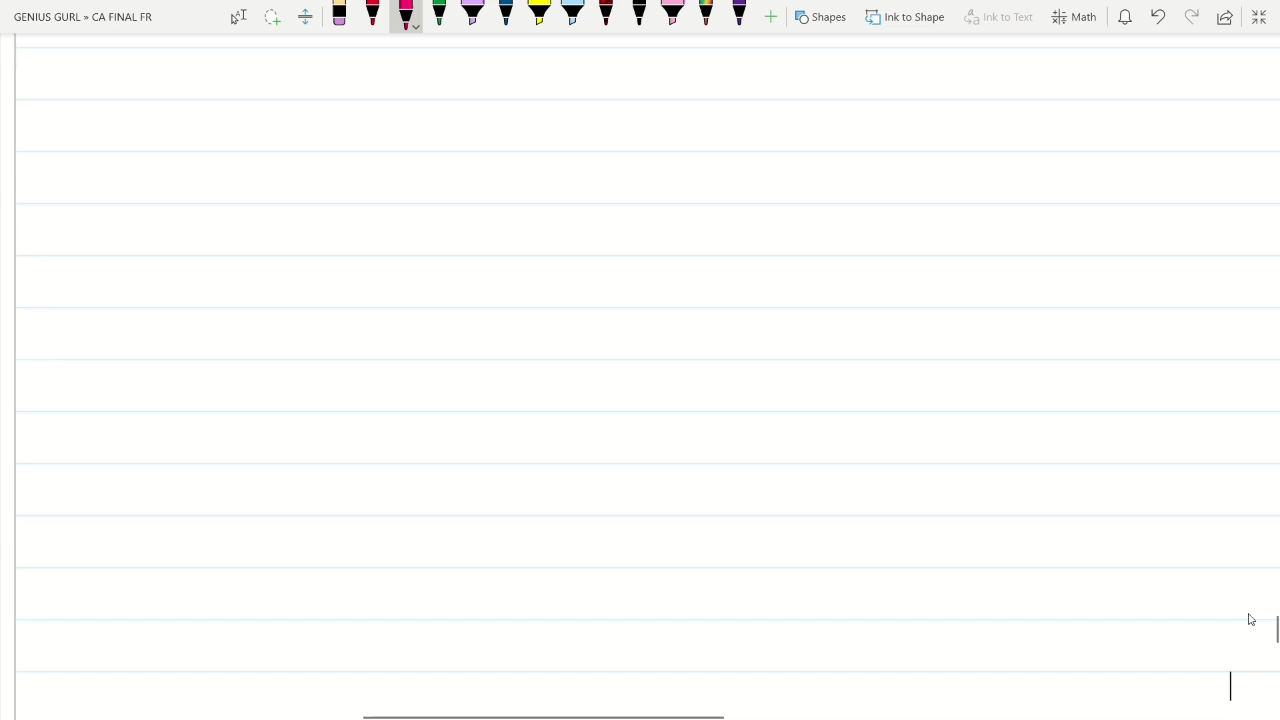 GENIUS GURL » CA FINAL FR
Shapes
Ink to Shape
Ink to Text
Math